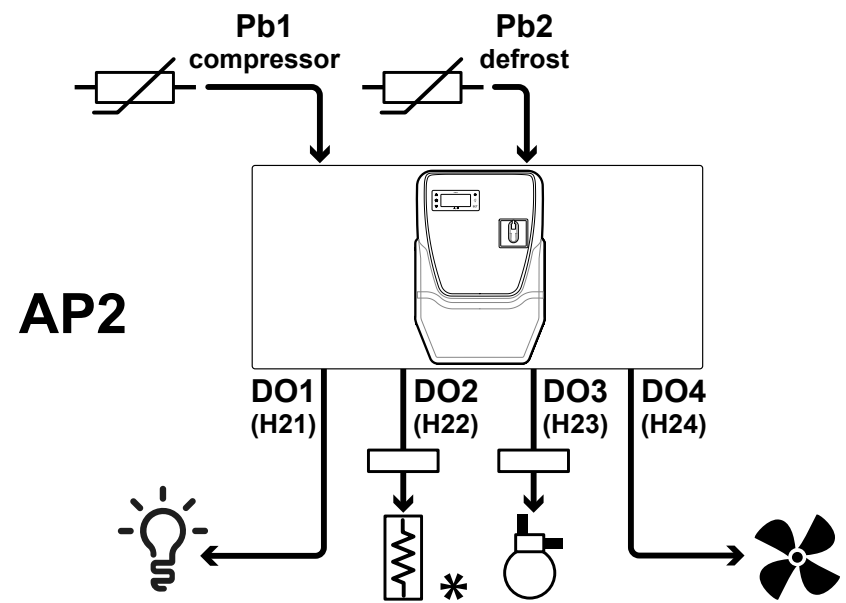 Pb1
compressor
Pb2
defrost
AP2
DO1
(H21)
DO2
(H22)
DO3
(H23)
DO4
(H24)
*